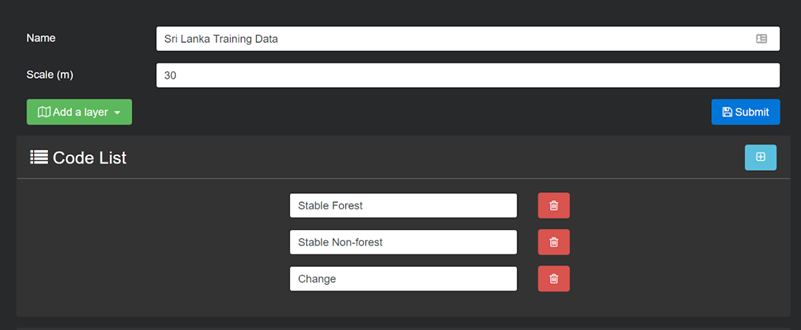 Name
Sri Lanka Training Data
Scale (m)
30
Add a layer
Submit
Code List
Stable Forest
Stable Non-forest
Change